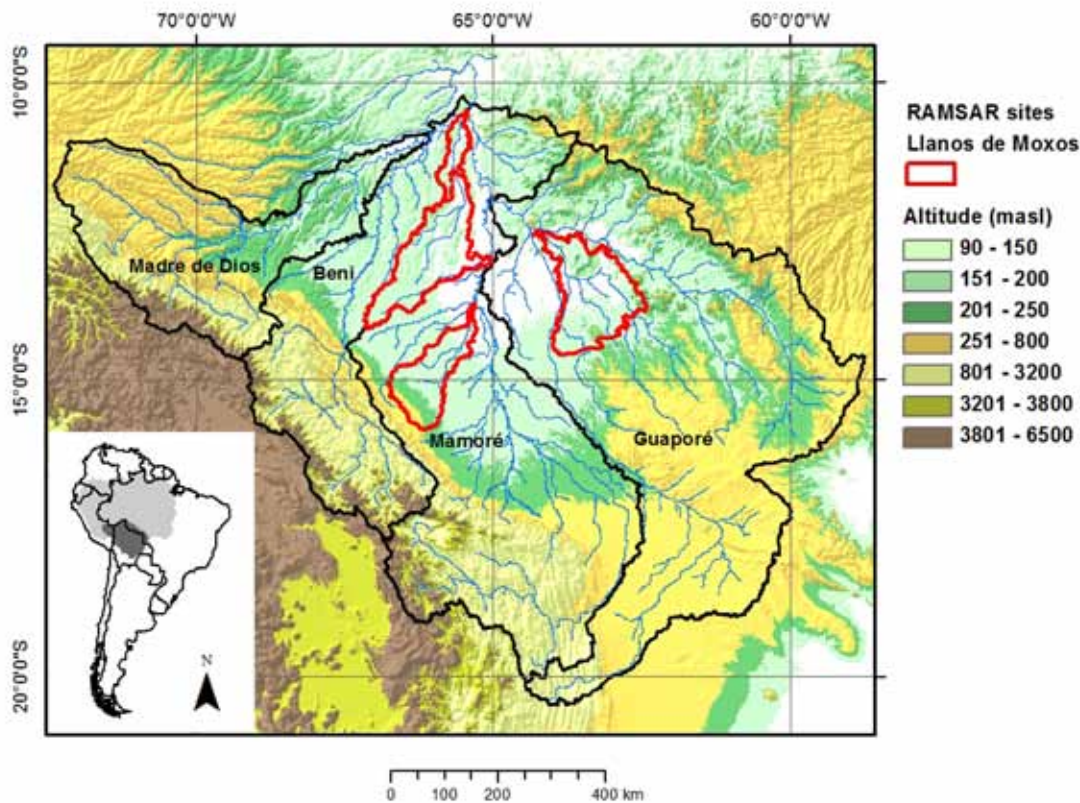 70°0'0"W 65°0'0"W 60°0'0"W
10°0'0"S
15°0'0"S
20°0'0"S
Madre de Dios
Beni
Mamoré
Guaporé
N
RAMSAR sites
Llanos de Moxos
Altitude (masl)
90 - 150
151 - 200
201 - 250
251 - 800
801 - 3200
3201 - 3800
3801 - 6500
0 100 200 400 km